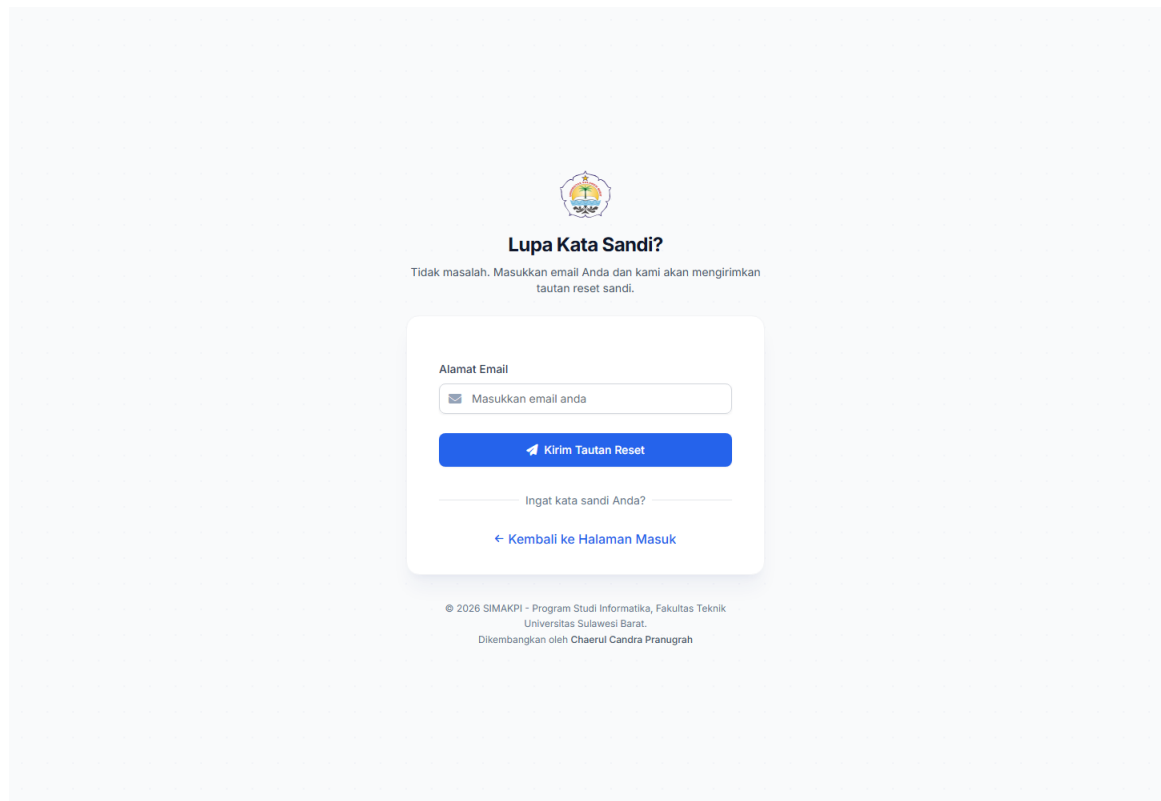 Lupa Kata Sandi?
Tidak masalah. Masukkan email Anda dan kami akan mengirimkan
tautan reset sandi.
Alamat Email
Masukkan email anda
Kirim Tautan Reset
Ingat kata sandi Anda?
← Kembali ke Halaman Masuk
© 2026 SIMAKPI - Program Studi Informatika, Fakultas Teknik
Universitas Sulawesi Barat.
Dikembangkan oleh Chaerul Candra Pranugrah